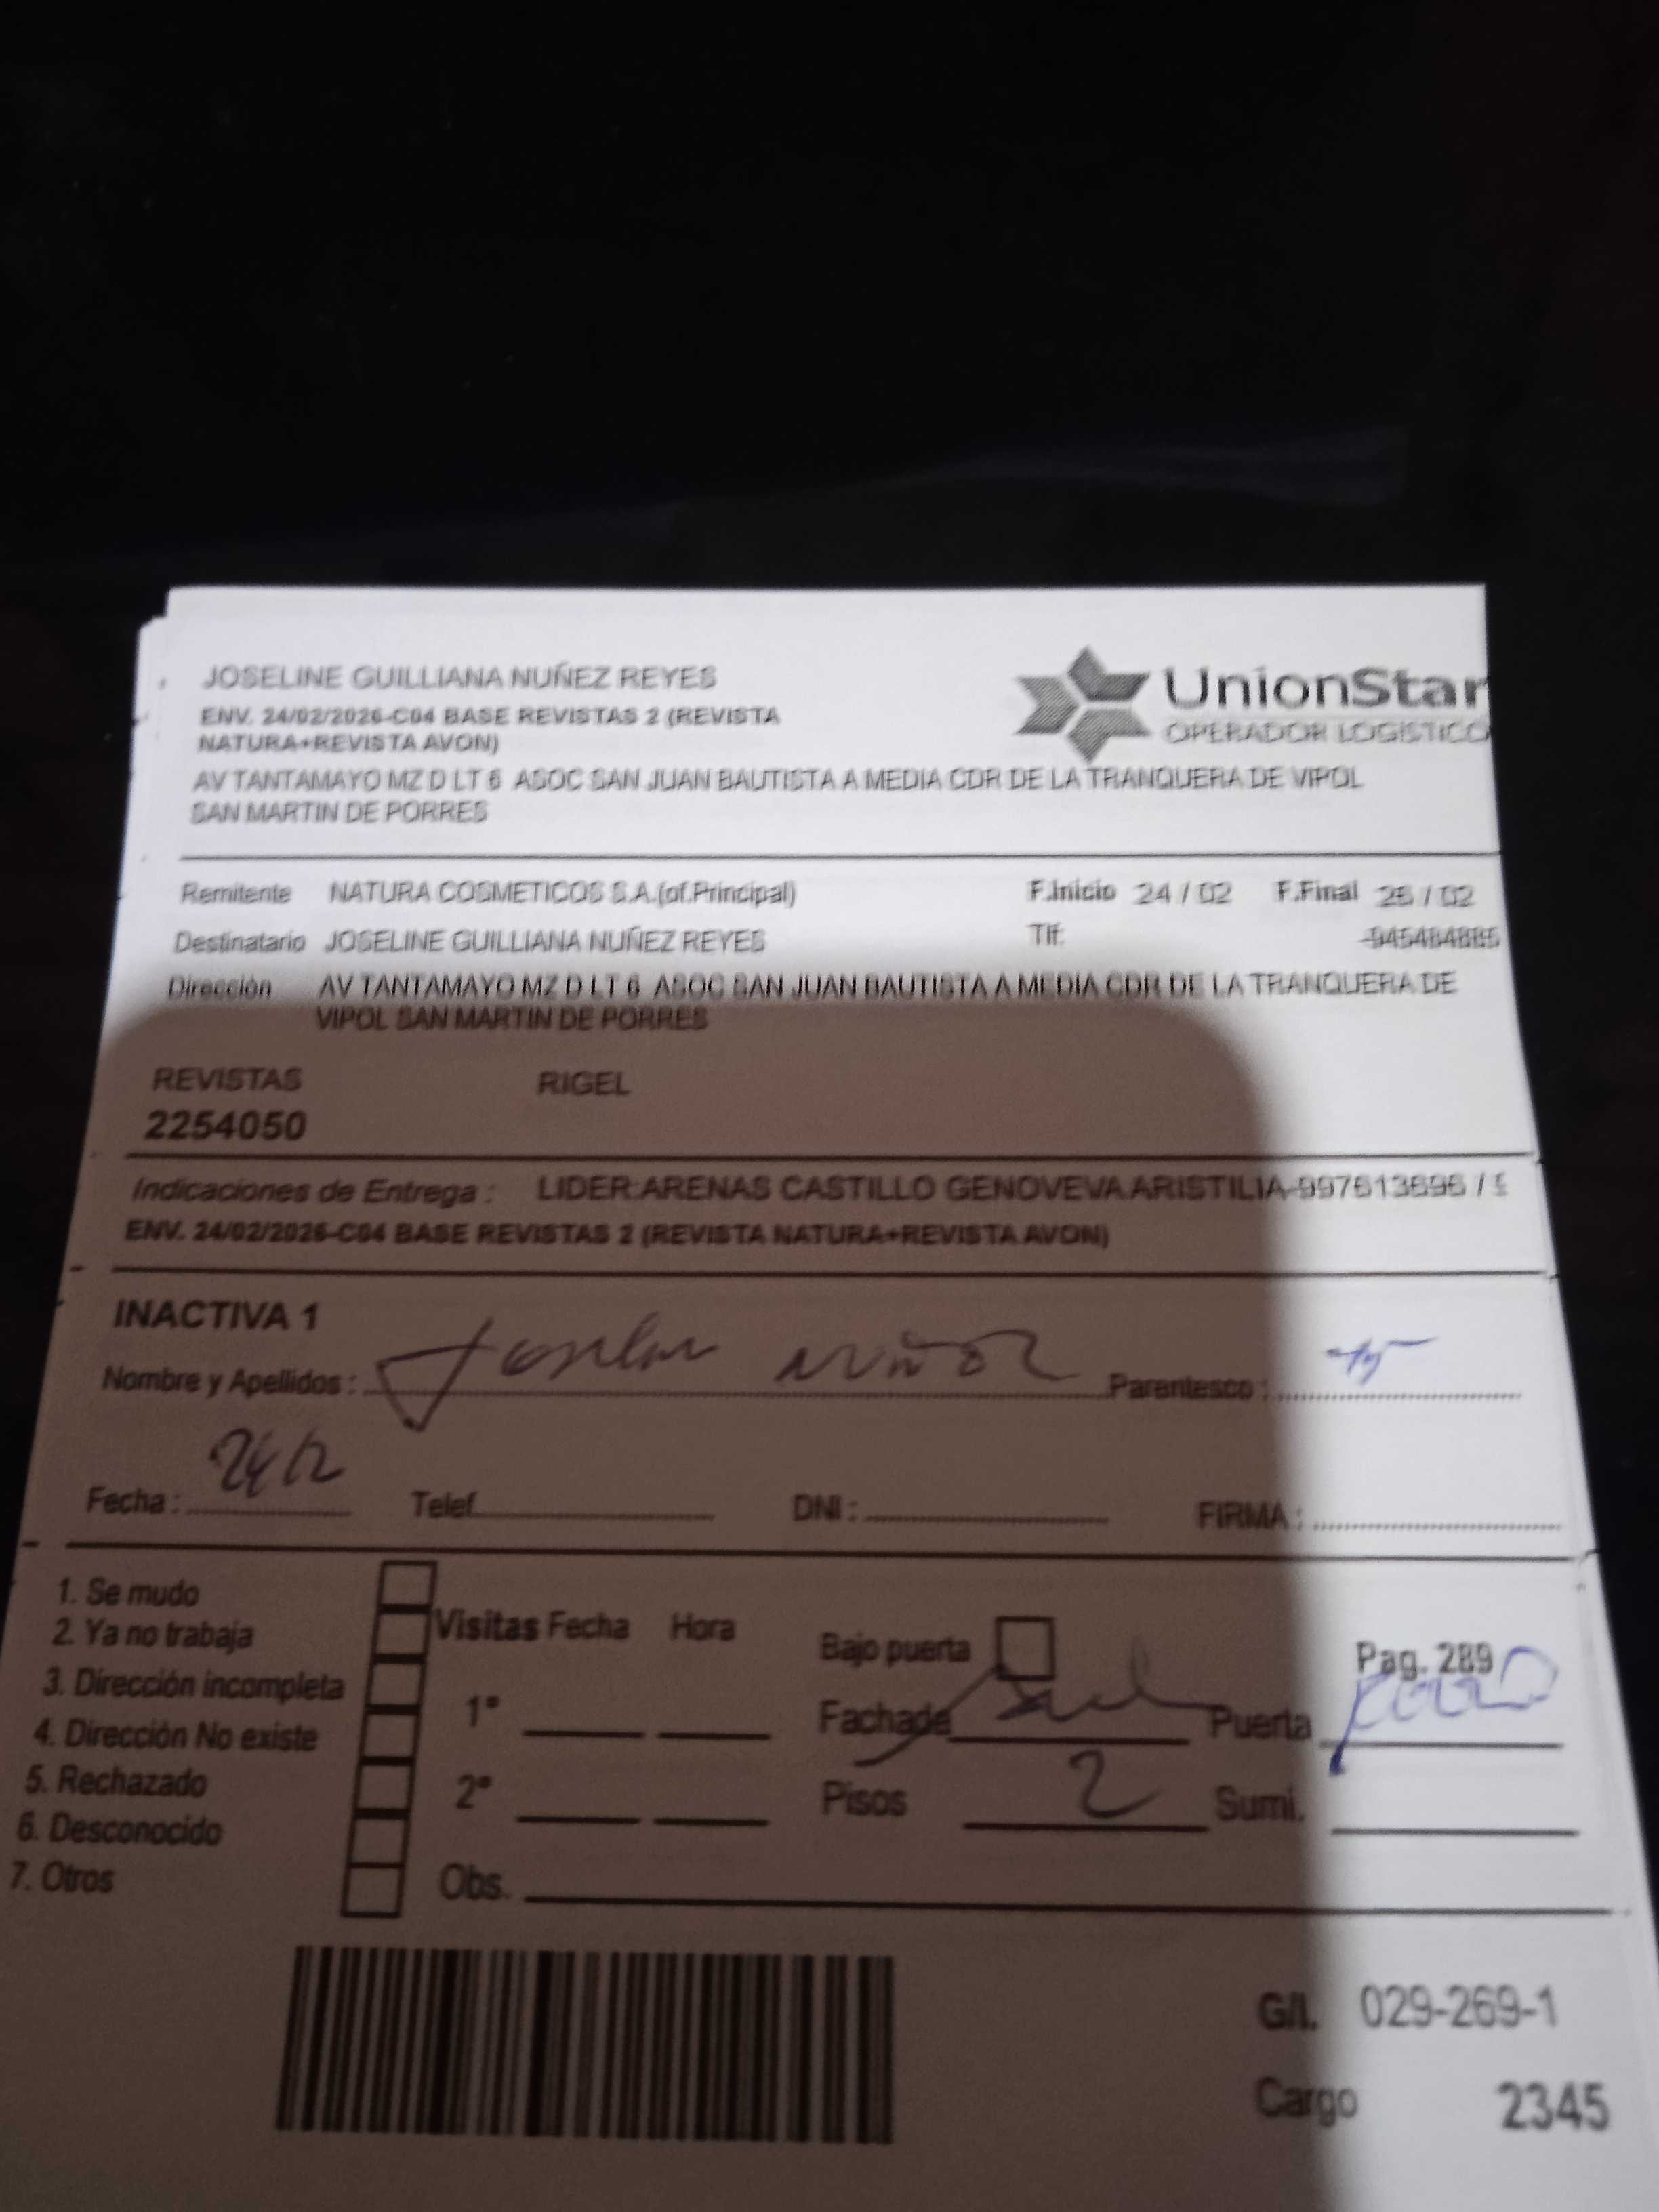 JOSELINE GUILLIANA NUÑEZ REYES
UnionStar
OPERADOR LOGISTICO
ENV. 24/02/2026-C04 BASE REVISTAS 2 (REVISTA
NATURA+REVISTA AVON)
AV TANTAMAYO MZ D LT 6 ASOC SAN JUAN BAUTISTA A MEDIA CDR DE LA TRANQUERA DE VIPOL
SAN MARTIN DE PORRES
Remitente NATURA COSMETICOS S.A.(of.Principal) F.Inicio 24 / 02 F.Final 25 / 02
Destinatario JOSELINE GUILLIANA NUÑEZ REYES Tlf:
Dirección AV TANTAMAYO MZ D LT 6 ASOC SAN JUAN BAUTISTA A MEDIA CDR DE LA TRANQUERA DE
VIPOL SAN MARTIN DE PORRES
REVISTAS RIGEL
2254050
Indicaciones de Entrega : LIDER:ARENAS CASTILLO GENOVEVA ARISTILIA-997613696 /
ENV. 24/02/2026-C04 BASE REVISTAS 2 (REVISTA NATURA+REVISTA AVON)
INACTIVA 1
Nombre y Apellidos : Nuñez Parentesco :
Fecha : Telef. DNI : FIRMA :
1. Se mudo
2. Ya no trabaja
3. Dirección incompleta
4. Dirección No existe
5. Rechazado
6. Desconocido
7. Otros
Visitas Fecha Hora
1°
2°
Obs.
Bajo puerta Pag. 289
Fachade Puerta
Pisos 2 Sumi.
G/I. 029-269-1
Cargo 2345